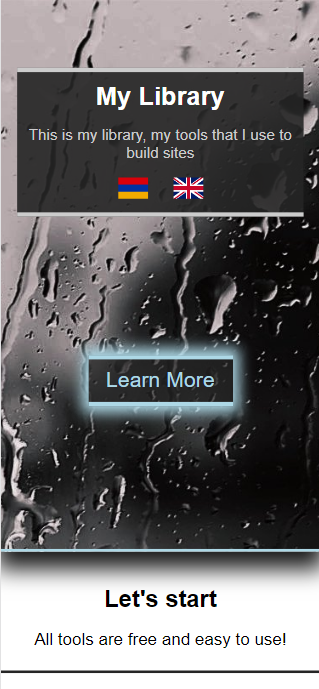 My Library
This is my library, my tools that I use to
build sites
Learn More
Let's start
All tools are free and easy to use!